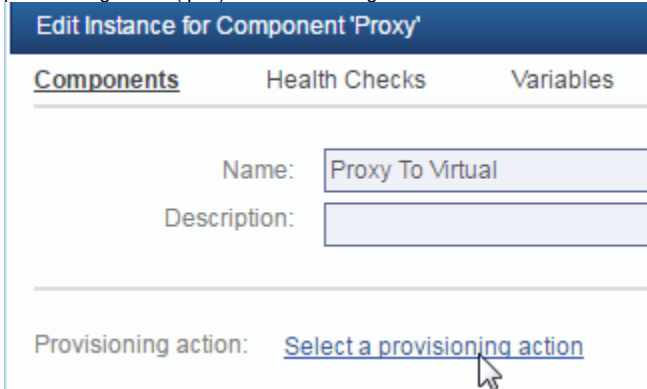 Edit Instance for Component 'Proxy'
Components Health Checks Variables
Name: Proxy To Virtual
Description:
Provisioning action: Select a provisioning action